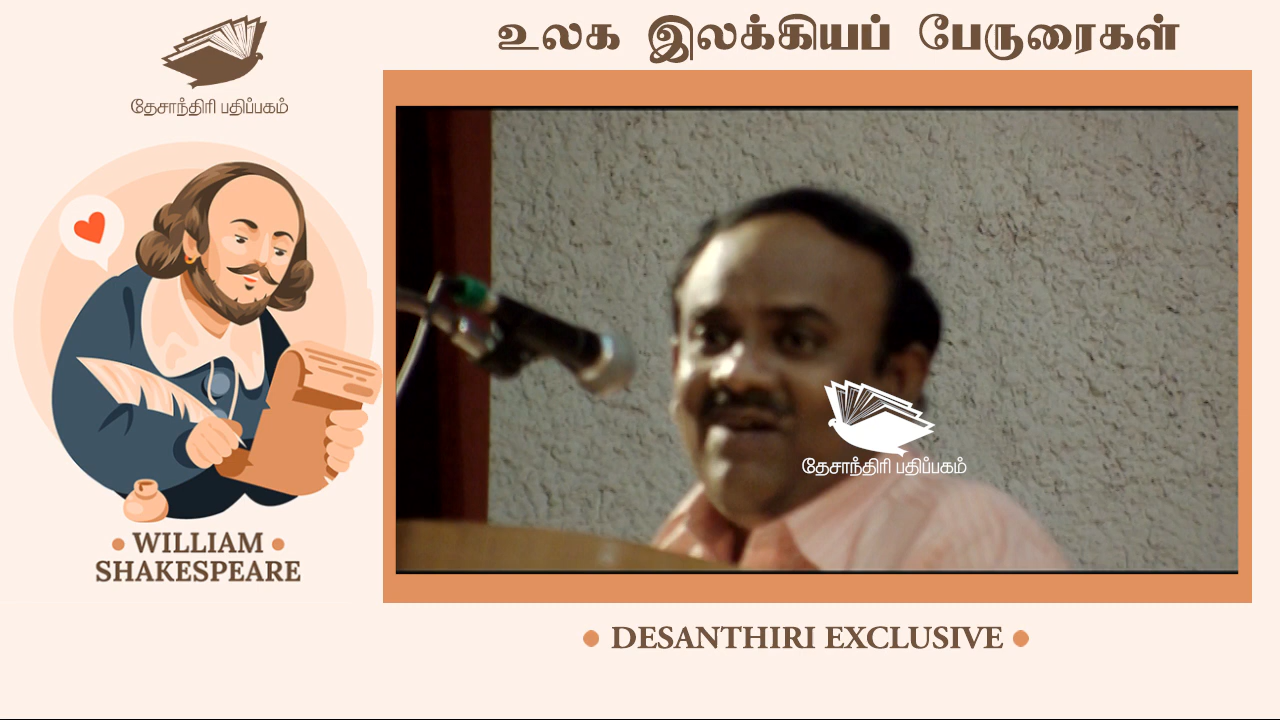 உலக இலக்கியப் பேருரைகள்
தேசாந்திரி பதிப்பகம்
தேசாந்திரி பதிப்பகம்
• WILLIAM •
SHAKESPEARE
• DESANTHIRI EXCLUSIVE •